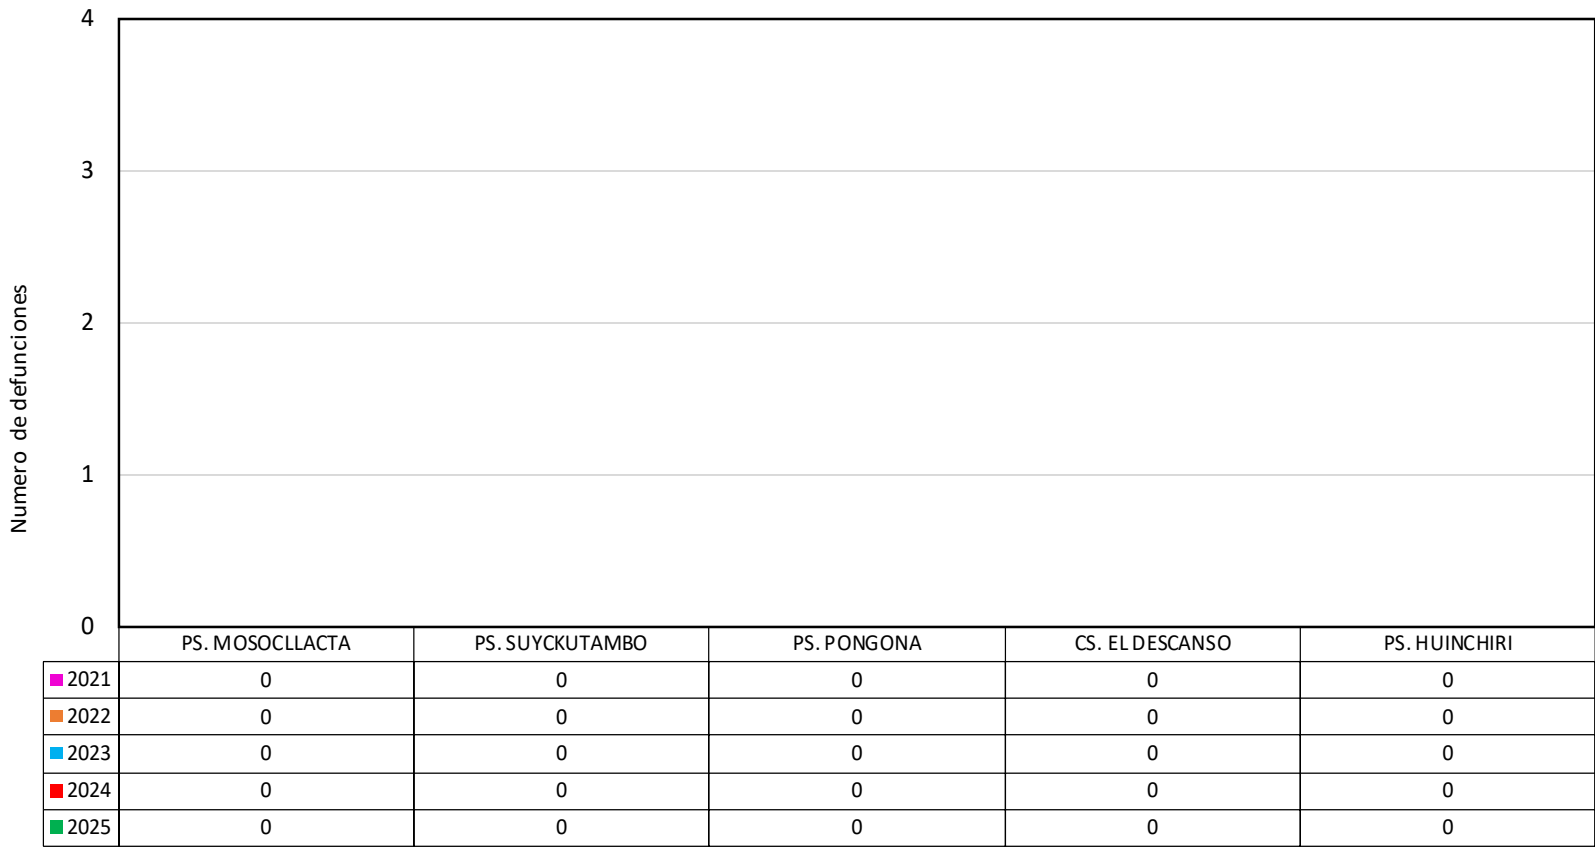 Numero de defunciones
4
3
2
1
0
PS. MOSOCLLACTA PS. SUYCKUTAMBO PS. PONGONA CS. EL DESCANSO PS. HUINCHIRI
2021 0 0 0 0 0
2022 0 0 0 0 0
2023 0 0 0 0 0
2024 0 0 0 0 0
2025 0 0 0 0 0